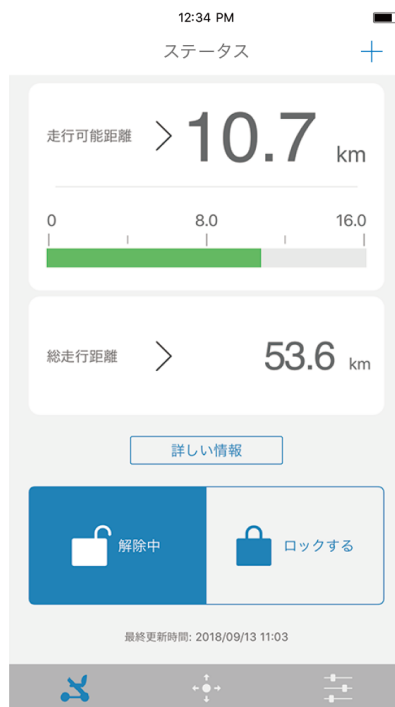 12:34 PM
ステータス
走行可能距離 10.7 km
0 8.0 16.0
総走行距離 53.6 km
詳しい情報
解除中 ロックする
最終更新時間: 2018/09/13 11:03